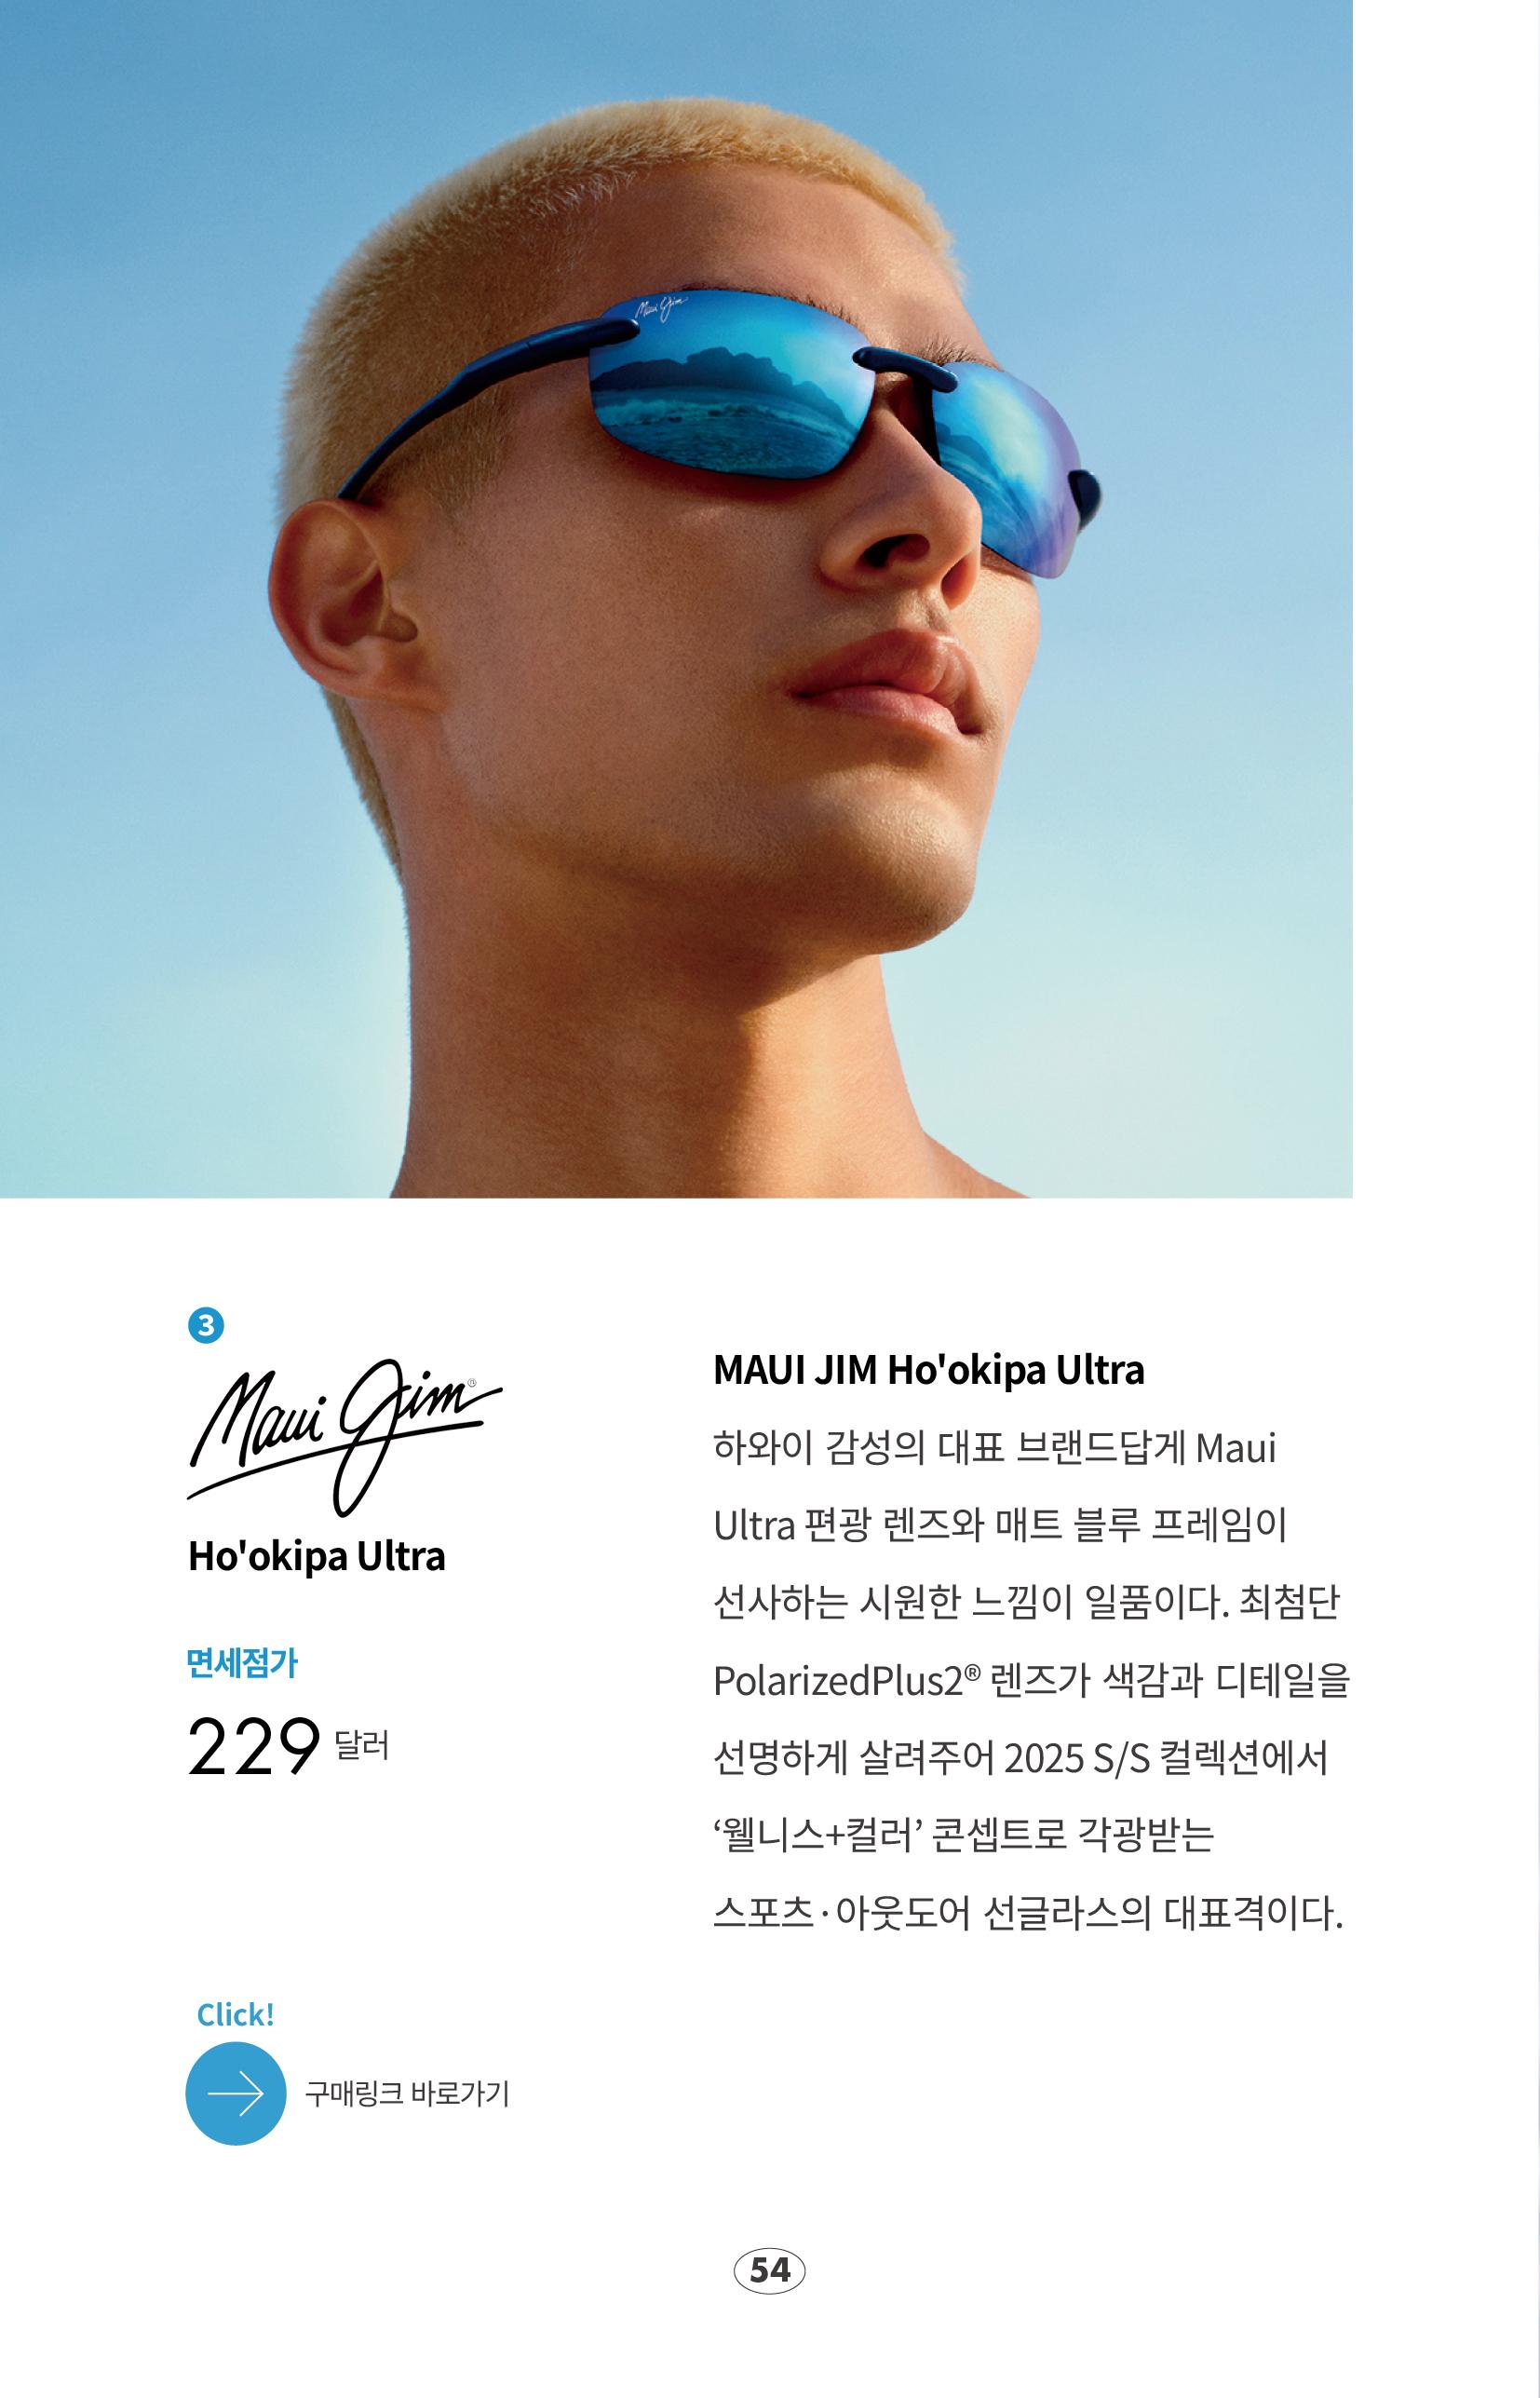 Maui Jim
3
Maui Jim®
Ho'okipa Ultra
면세점가
229 달러
MAUI JIM Ho'okipa Ultra
하와이 감성의 대표 브랜드답게 Maui
Ultra 편광 렌즈와 매트 블루 프레임이
선사하는 시원한 느낌이 일품이다. 최첨단
PolarizedPlus2® 렌즈가 색감과 디테일을
선명하게 살려주어 2025 S/S 컬렉션에서
‘웰니스+컬러’ 콘셉트로 각광받는
스포츠·아웃도어 선글라스의 대표격이다.
Click!
구매링크 바로가기
54